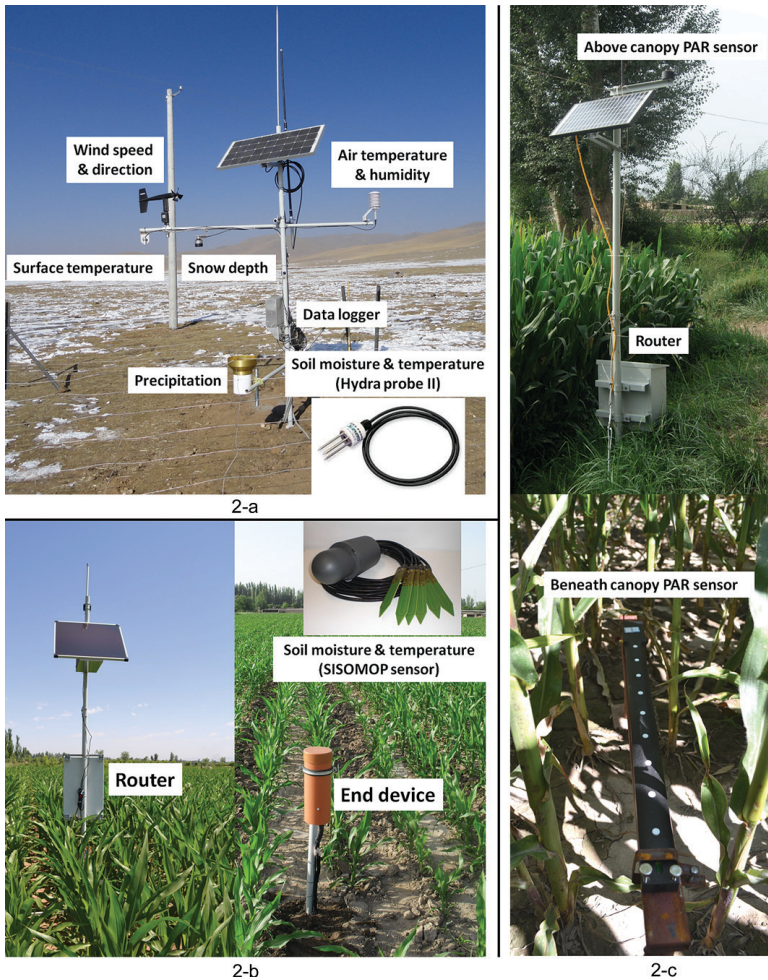 Wind speed
& direction
Air temperature
& humidity
Surface temperature
Snow depth
Data logger
Precipitation
Soil moisture & temperature
(Hydra probe II)
2-a
Soil moisture & temperature
(SISOMOP sensor)
Router
End device
2-b
Above canopy PAR sensor
Router
Beneath canopy PAR sensor
2-c